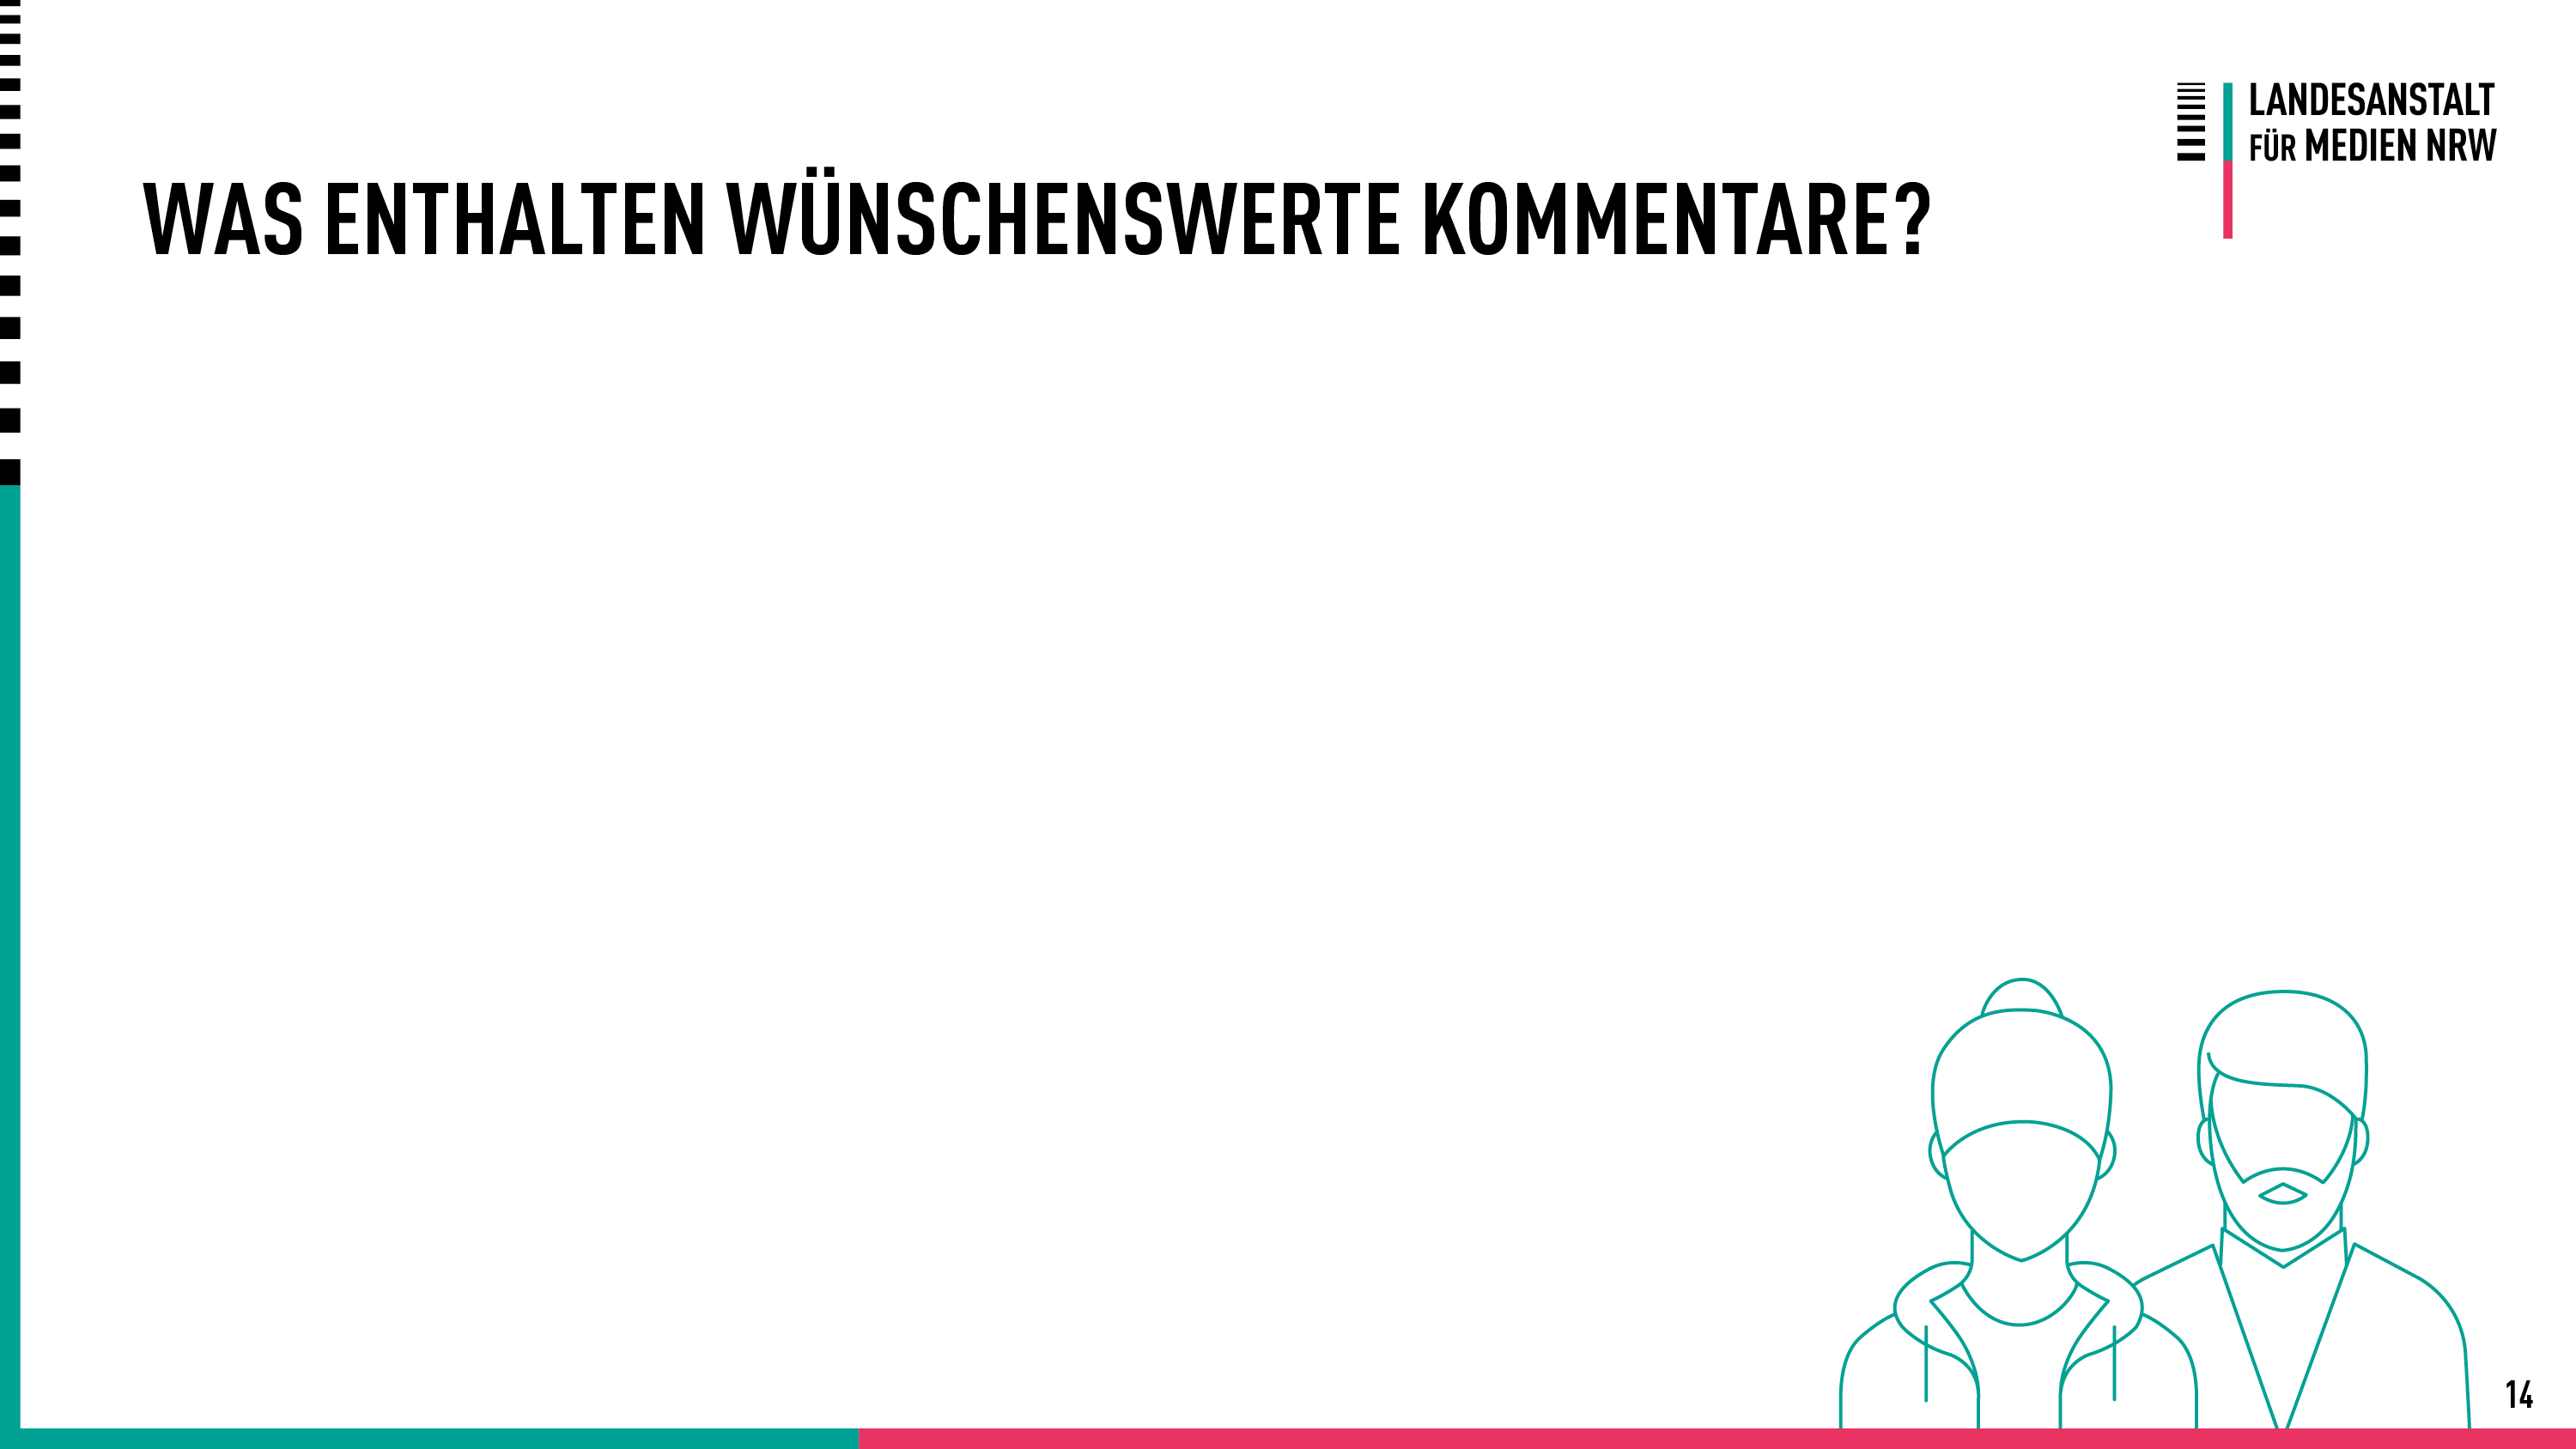 LANDESANSTALT
FÜR MEDIEN NRW
WAS ENTHALTEN WÜNSCHENSWERTE KOMMENTARE?
14